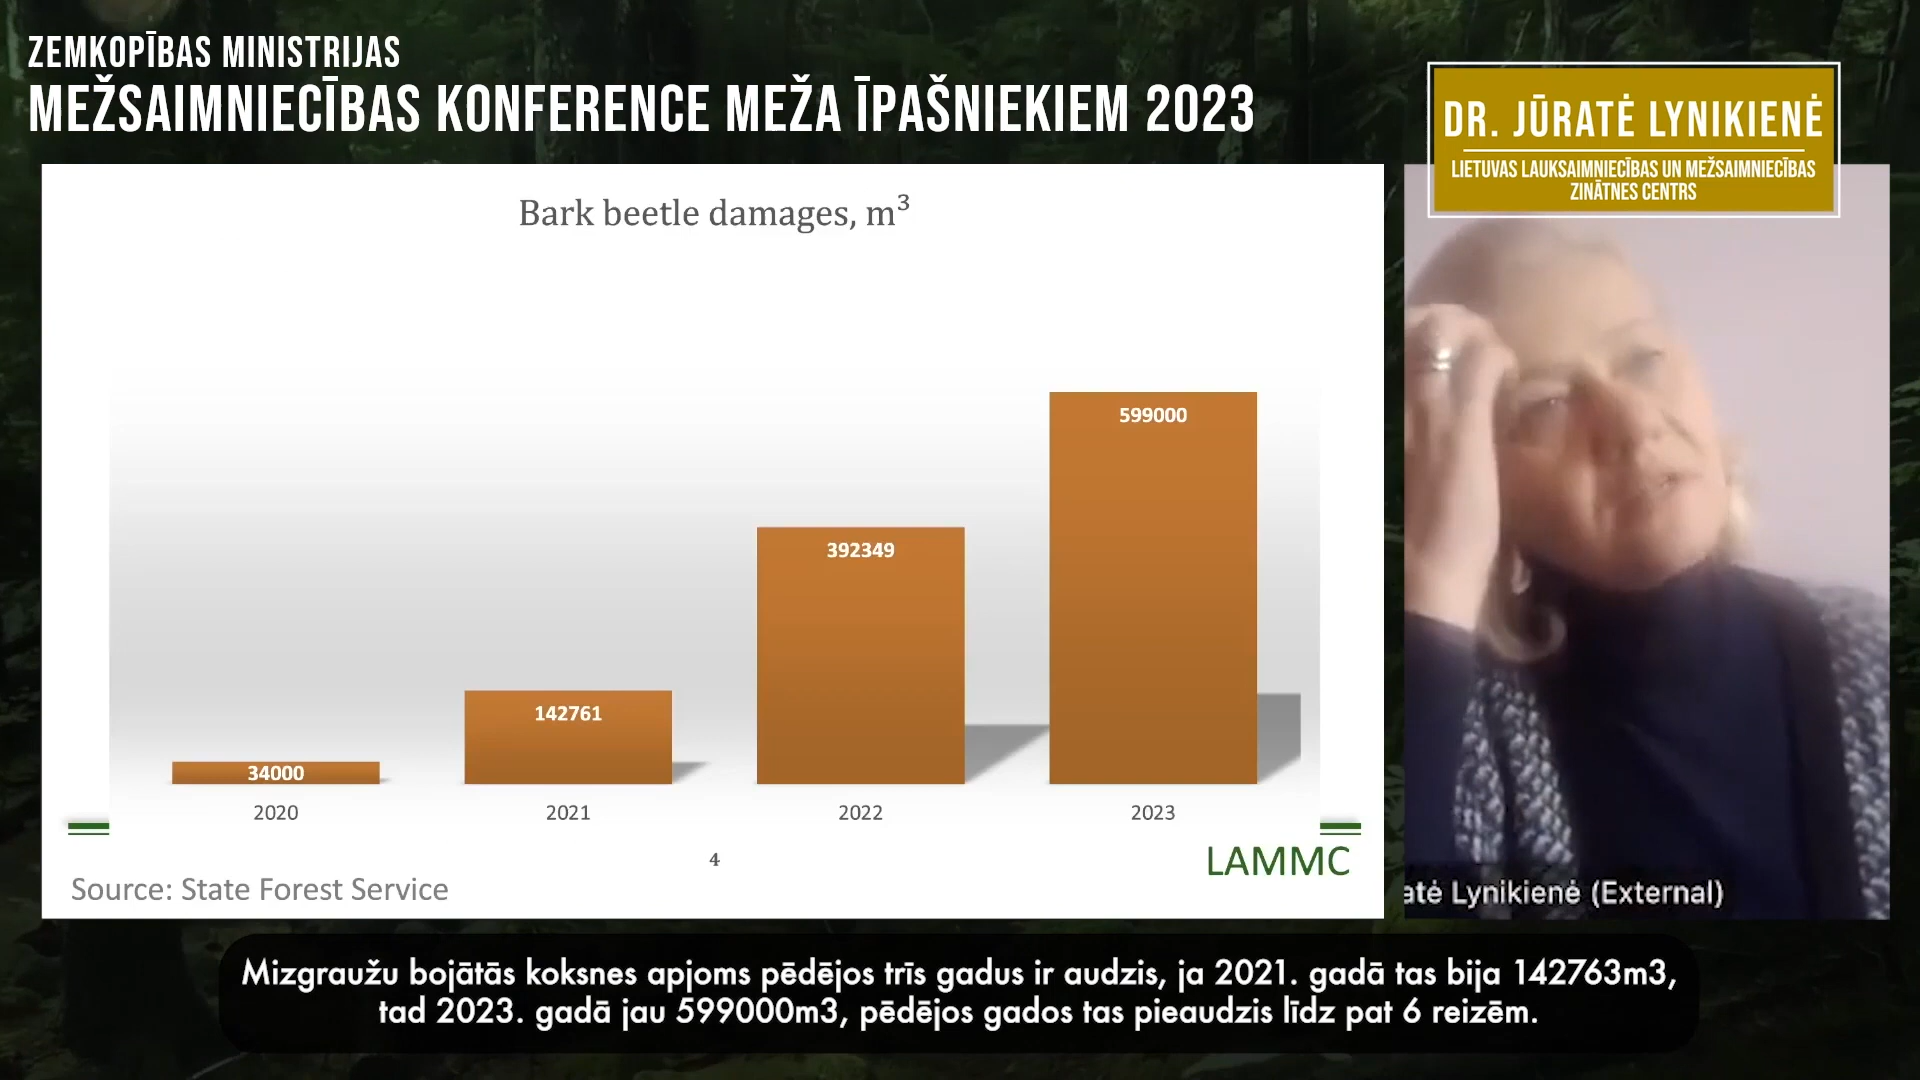 ZEMKOPĪBAS MINISTRIJAS
MEŽSAIMNIECĪBAS KONFERENCE MEŽA ĪPAŠNIEKIEM 2023
DR. JŪRATĖ LYNIKIENĖ
LIETUVAS LAUKSAIMNIECĪBAS UN MEŽSAIMNIECĪBAS
ZINĀTNES CENTRS
Bark beetle damages, m³
599000
392349
142761
34000
2020 2021 2022 2023
4
LAMMC
Source: State Forest Service
atė Lynikienė (External)
Mizgraužu bojātās koksnes apjoms pēdējos trīs gadus ir audzis, ja 2021. gadā tas bija 142763m3,
tad 2023. gadā jau 599000m3, pēdējos gados tas pieaudzis līdz pat 6 reizēm.